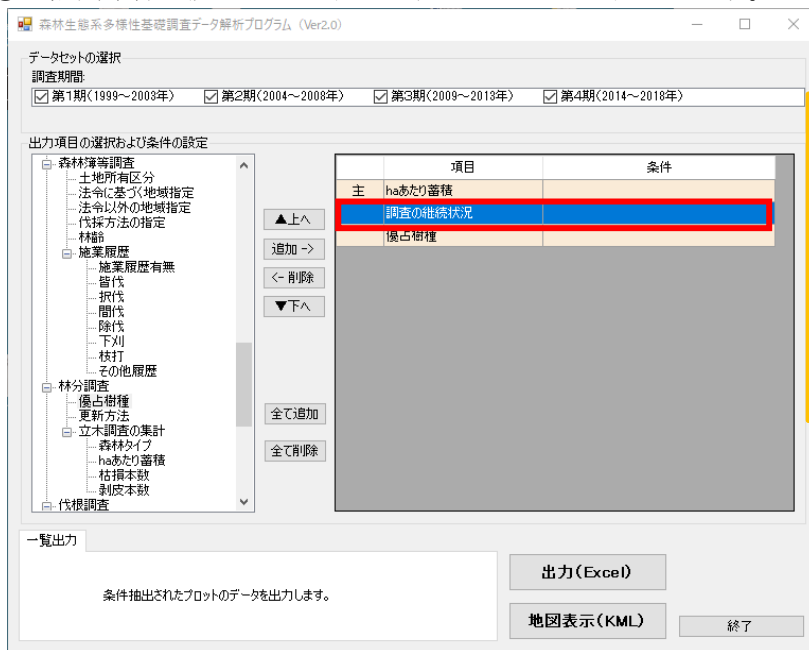 森林生態系多様性基礎調査データ解析プログラム (Ver2.0)
データセットの選択
調査期間:
第1期(1999～2003年) 第2期(2004～2008年) 第3期(2009～2013年) 第4期(2014～2018年)
出力項目の選択および条件の設定
森林簿等調査
土地所有区分
法令に基づく地域指定
法令以外の地域指定
伐採方法の指定
林齢
施業履歴
施業履歴有無
皆伐
択伐
間伐
除伐
下刈
枝打
その他履歴
林分調査
優占樹種
更新方法
立木調査の集計
森林タイプ
haあたり蓄積
枯損本数
剥皮本数
伐根調査
▲上へ
追加 ->
<- 削除
▼下へ
全て追加
全て削除
項目 条件
主 haあたり蓄積
調査の継続状況
優占樹種
一覧出力
条件抽出されたプロットのデータを出力します。
出力(Excel)
地図表示(KML)
終了